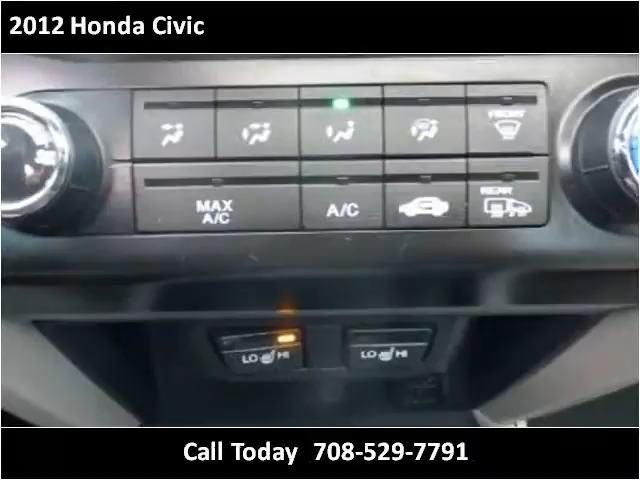 2012 Honda Civic
FRONT
MAX
A/C
A/C
REAR
LO HI
LO HI
Call Today 708-529-7791